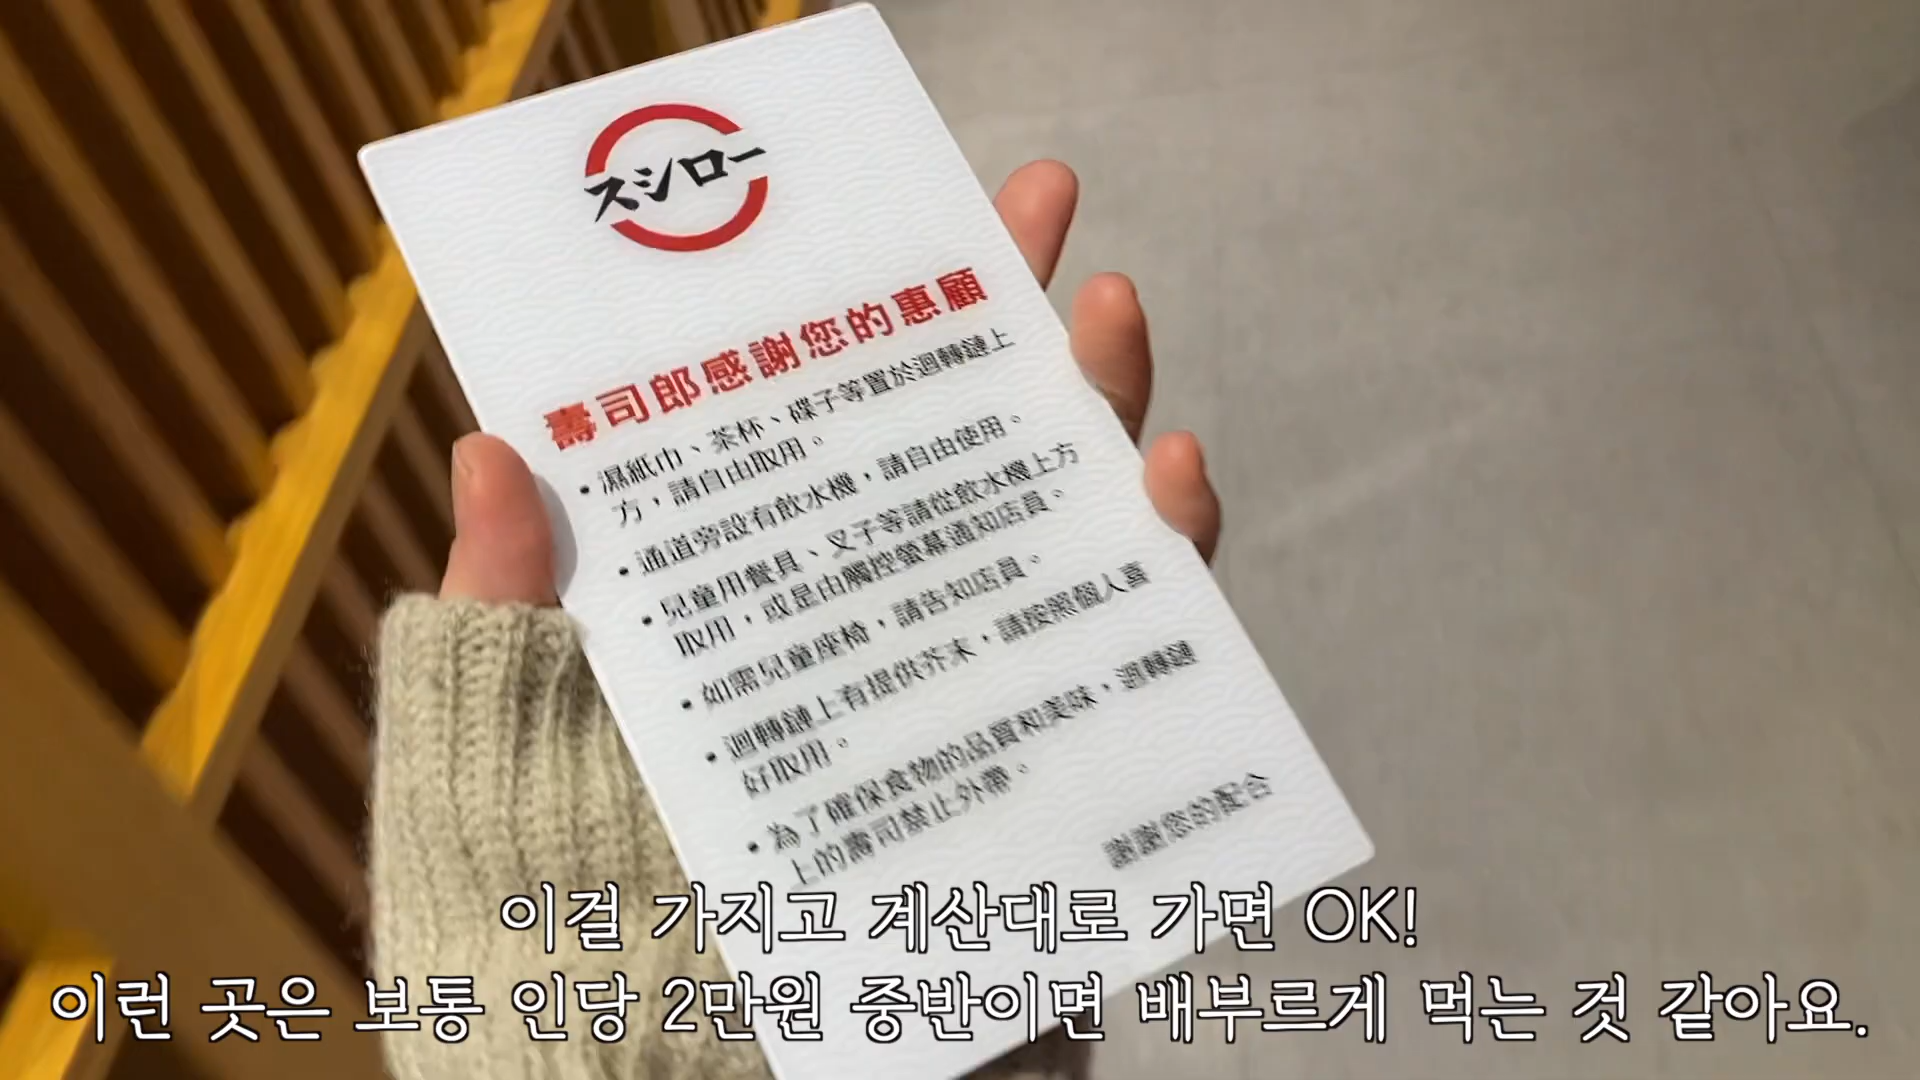 スシロー
壽司郎感謝您的惠顧
• 濕紙巾、茶杯、碟子等置於迴轉鏈上
方，請自由取用。
• 通道旁設有飲水機，請自由使用。
• 兒童用餐具、叉子等請從飲水機上方
取用，或是由觸控螢幕通知店員。
• 如需兒童座椅，請告知店員。
• 迴轉鏈上有提供芥末，請按照個人喜
好取用。
• 為了確保食物的品質和美味，迴轉鏈
上的壽司禁止外帶。
謝謝您的配合
이걸 가지고 계산대로 가면 OK!
이런 곳은 보통 인당 2만원 중반이면 배부르게 먹는 것 같아요.